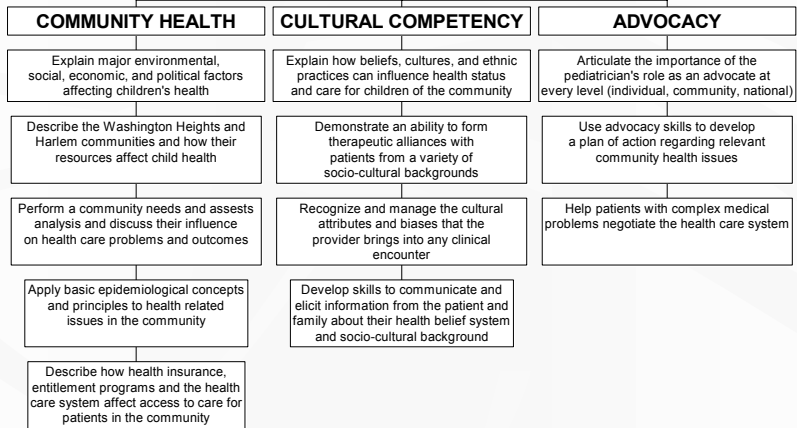 COMMUNITY HEALTH
Explain major environmental,
social, economic, and political factors
affecting children's health
Describe the Washington Heights and
Harlem communities and how their
resources affect child health
Perform a community needs and assests
analysis and discuss their influence
on health care problems and outcomes
Apply basic epidemiological concepts
and principles to health related
issues in the community
Describe how health insurance,
entitlement programs and the health
care system affect access to care for
patients in the community
CULTURAL COMPETENCY
Explain how beliefs, cultures, and ethnic
practices can influence health status
and care for children of the community
Demonstrate an ability to form
therapeutic alliances with
patients from a variety of
socio-cultural backgrounds
Recognize and manage the cultural
attributes and biases that the
provider brings into any clinical
encounter
Develop skills to communicate and
elicit information from the patient and
family about their health belief system
and socio-cultural background
ADVOCACY
Articulate the importance of the
pediatrician's role as an advocate at
every level (individual, community, national)
Use advocacy skills to develop
a plan of action regarding relevant
community health issues
Help patients with complex medical
problems negotiate the health care system